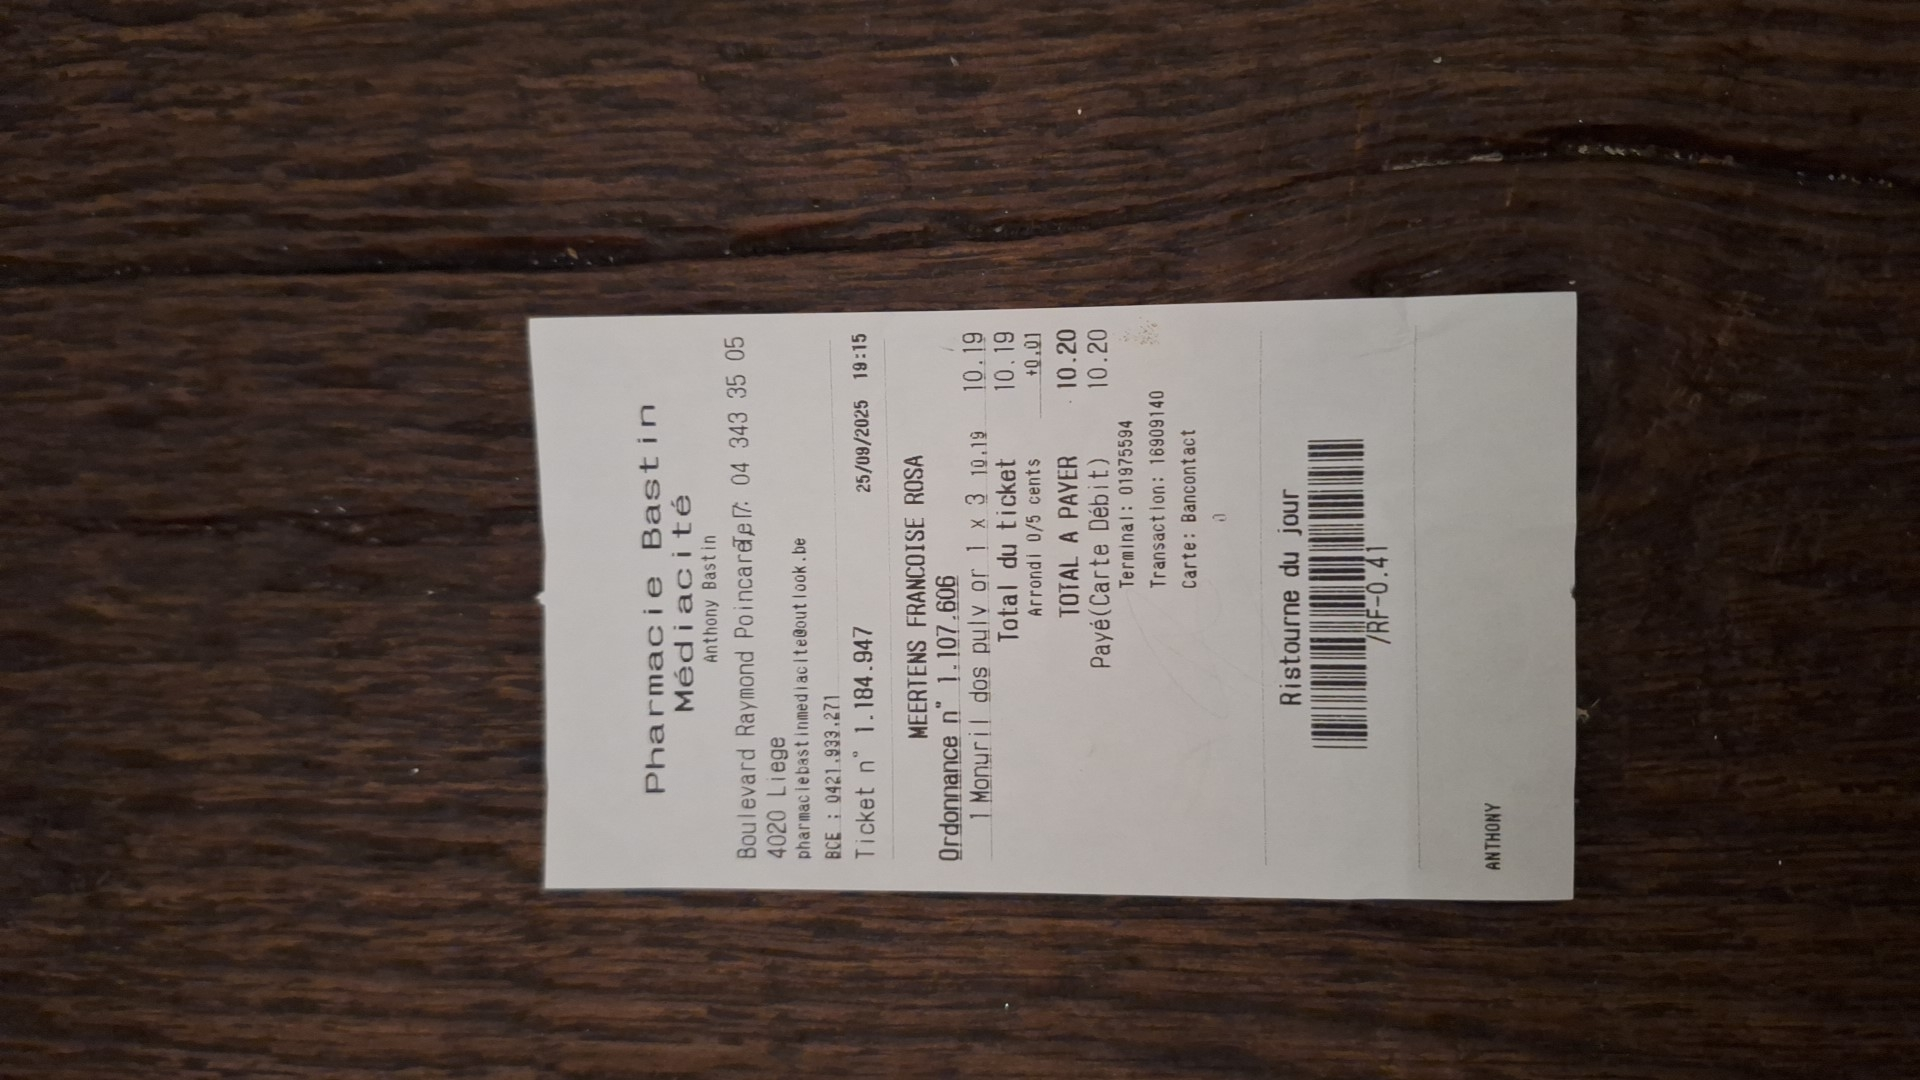 Pharmacie Bastin
Médiacité
Anthony Bastin
Boulevard Raymond Poincaré, 7: 04 343 35 05
4020 Liege
pharmaciebastinmediacite@outlook.be
BCE : 0421.933.271
Ticket n° 1.184.947 25/09/2025 19:15
MEERTENS FRANCOISE ROSA
Ordonnance n° 1.107.606
1 Monuril dos pulv or 1 x 3 10.19 10.19
Total du ticket 10.19
Arrondi 0/5 cents +0.01
TOTAL A PAYER 10.20
Payé(Carte Débit) 10.20
Terminal: 01975594
Transaction: 16909140
Carte: Bancontact
Ristourne du jour
/RF-0.41
ANTHONY